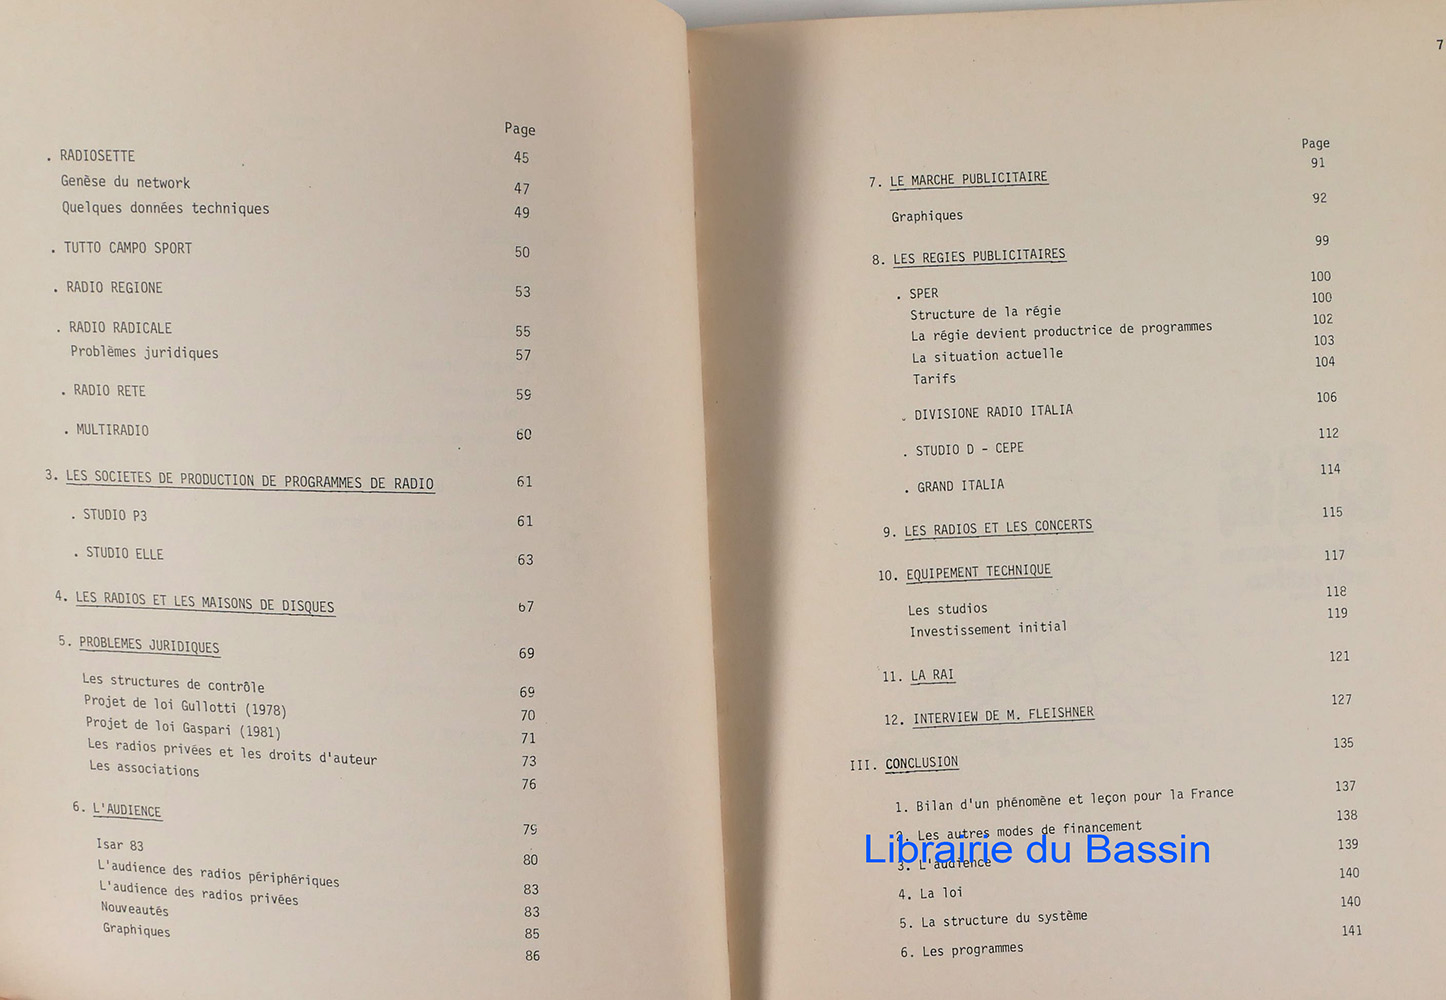 Page
. RADIOSETTE 45
Genèse du network 47
Quelques données techniques 49
. TUTTO CAMPO SPORT 50
. RADIO REGIONE 53
. RADIO RADICALE 55
Problèmes juridiques 57
. RADIO RETE 59
. MULTIRADIO 60
3. LES SOCIETES DE PRODUCTION DE PROGRAMMES DE RADIO 61
. STUDIO P3 61
. STUDIO ELLE 63
4. LES RADIOS ET LES MAISONS DE DISQUES 67
5. PROBLEMES JURIDIQUES 69
Les structures de contrôle 69
Projet de loi Gullotti (1978) 70
Projet de loi Gaspari (1981) 71
Les radios privées et les droits d'auteur 73
Les associations 76
6. L'AUDIENCE 79
Isar 83 80
L'audience des radios périphériques 83
L'audience des radios privées 83
Nouveautés 85
Graphiques 86
7
Page
7. LE MARCHE PUBLICITAIRE 91
Graphiques 92
8. LES REGIES PUBLICITAIRES 99
. SPER 100
Structure de la régie 100
La régie devient productrice de programmes 102
La situation actuelle 103
Tarifs 104
. DIVISIONE RADIO ITALIA 106
. STUDIO D - CEPE 112
. GRAND ITALIA 114
9. LES RADIOS ET LES CONCERTS 115
10. EQUIPEMENT TECHNIQUE 117
Les studios 118
Investissement initial 119
11. LA RAI 121
12. INTERVIEW DE M. FLEISHNER 127
III. CONCLUSION 135
1. Bilan d'un phénomène et leçon pour la France 137
2. Les autres modes de financement 138
3. L'audience 139
4. La loi 140
5. La structure du système 140
6. Les programmes 141
Librairie du Bassin